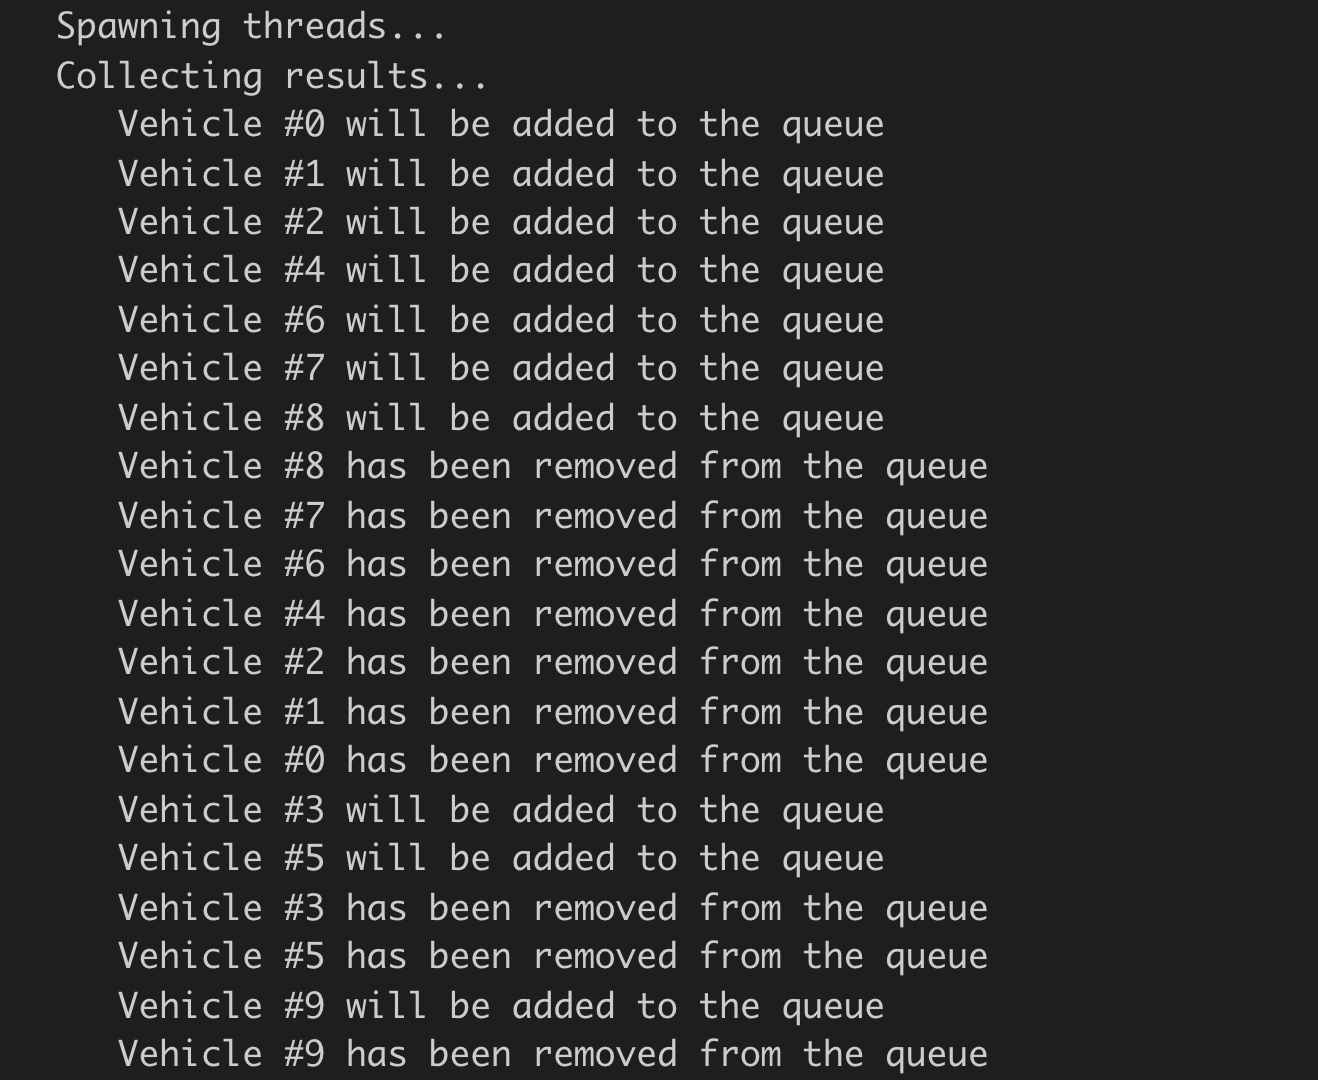 Spawning threads...
Collecting results...
Vehicle #0 will be added to the queue
Vehicle #1 will be added to the queue
Vehicle #2 will be added to the queue
Vehicle #4 will be added to the queue
Vehicle #6 will be added to the queue
Vehicle #7 will be added to the queue
Vehicle #8 will be added to the queue
Vehicle #8 has been removed from the queue
Vehicle #7 has been removed from the queue
Vehicle #6 has been removed from the queue
Vehicle #4 has been removed from the queue
Vehicle #2 has been removed from the queue
Vehicle #1 has been removed from the queue
Vehicle #0 has been removed from the queue
Vehicle #3 will be added to the queue
Vehicle #5 will be added to the queue
Vehicle #3 has been removed from the queue
Vehicle #5 has been removed from the queue
Vehicle #9 will be added to the queue
Vehicle #9 has been removed from the queue